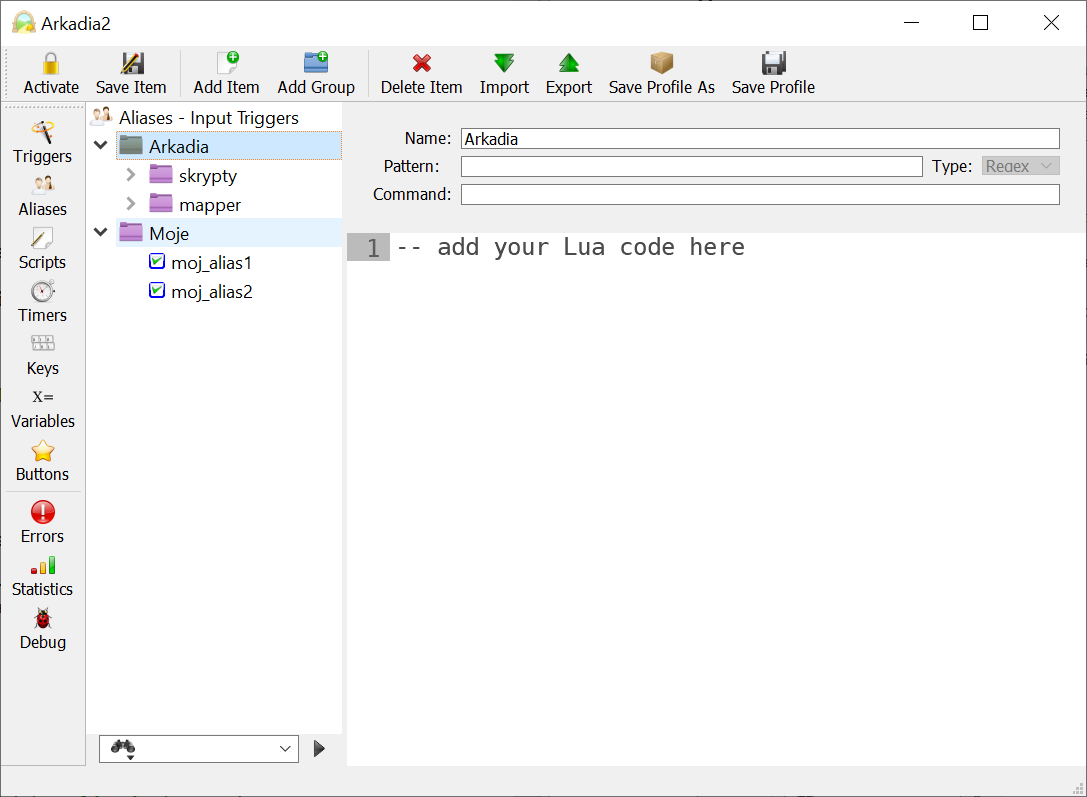 Arkadia2
Activate Save Item Add Item Add Group Delete Item Import Export Save Profile As Save Profile
Triggers
Aliases
Scripts
Timers
Keys
X=
Variables
Buttons
Errors
Statistics
Debug
Aliases - Input Triggers
Arkadia
skrypty
mapper
Moje
moj_alias1
moj_alias2
Name: Arkadia
Pattern: Type: Regex
Command:
1 -- add your Lua code here